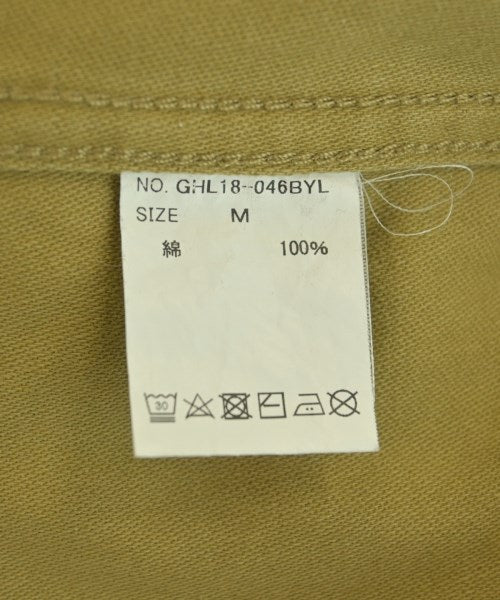 NO. GHL18-046BYL
SIZE M
綿 100%
30